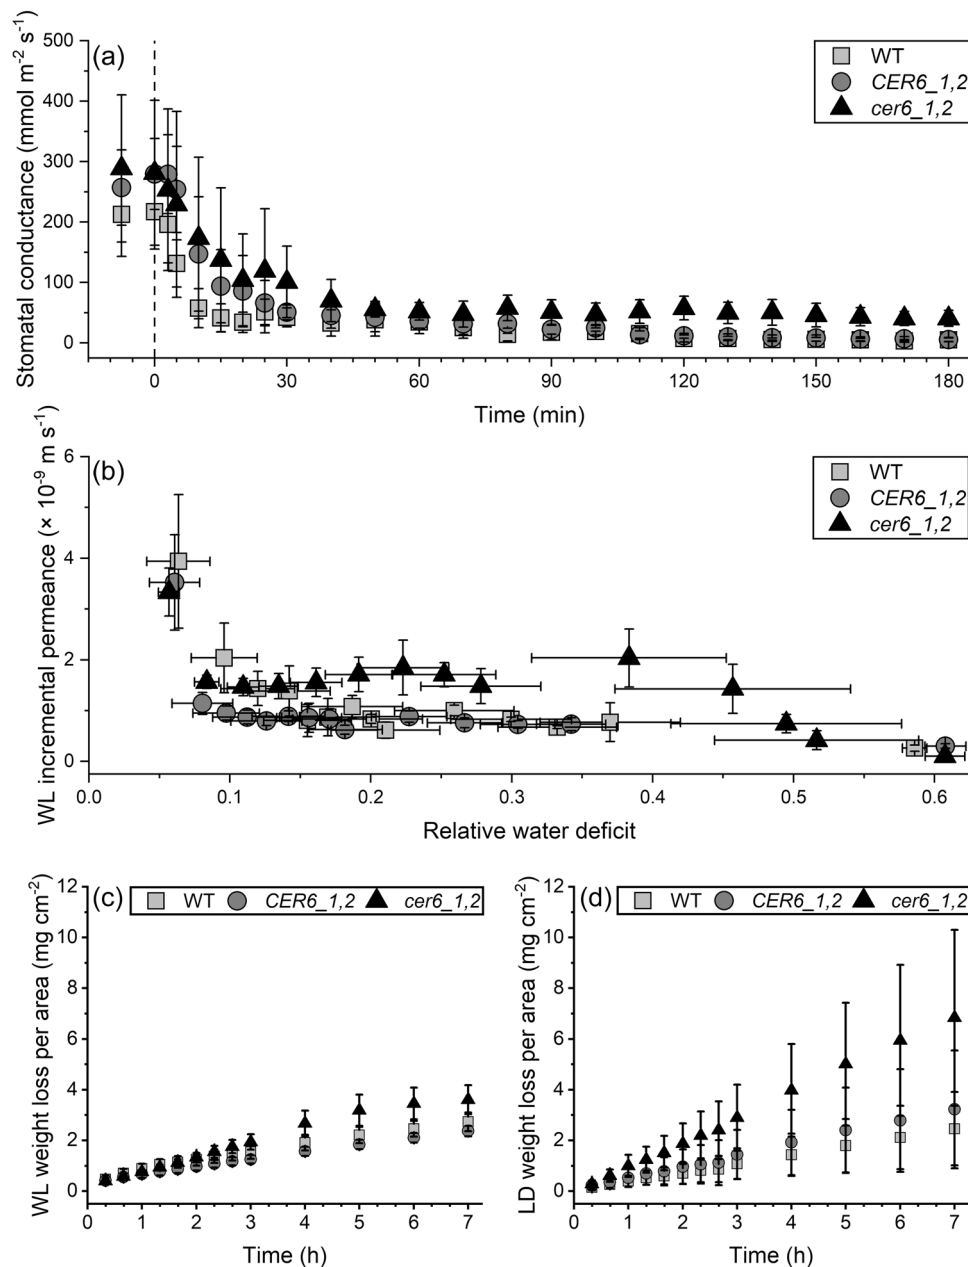 (a)
WT
CER6_1,2
cer6_1,2
Stomatal conductance (mmol m⁻² s⁻¹)
500
400
300
200
100
0
0 30 60 90 120 150 180
Time (min)
(b)
WT
CER6_1,2
cer6_1,2
WL incremental permeance (× 10⁻⁹ m s⁻¹)
6
4
2
0
0.0 0.1 0.2 0.3 0.4 0.5 0.6
Relative water deficit
(c)
WT CER6_1,2 cer6_1,2
WL weight loss per area (mg cm⁻²)
12
10
8
6
4
2
0
0 1 2 3 4 5 6 7
Time (h)
(d)
WT CER6_1,2 cer6_1,2
LD weight loss per area (mg cm⁻²)
12
10
8
6
4
2
0
0 1 2 3 4 5 6 7
Time (h)